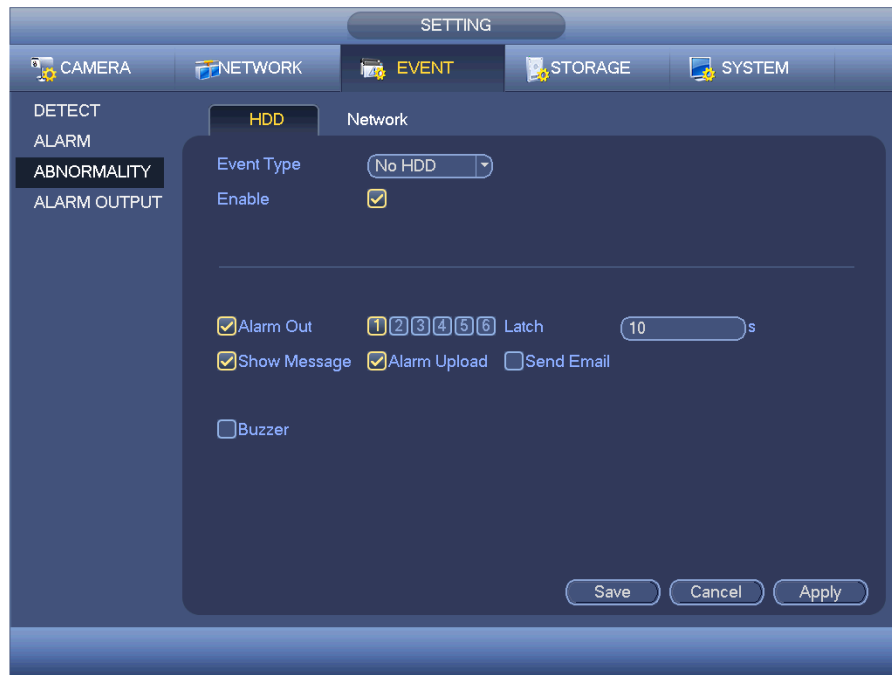 SETTING
CAMERA NETWORK EVENT STORAGE SYSTEM
DETECT
ALARM
ABNORMALITY
ALARM OUTPUT
HDD Network
Event Type No HDD
Enable
Alarm Out 1 2 3 4 5 6 Latch 10 s
Show Message Alarm Upload Send Email
Buzzer
Save Cancel Apply